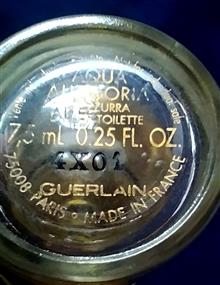 AQUA
ALLEGORIA
AZZURRA
EAU DE TOILETTE
7,5 mL 0.25 FL. OZ.
4X01
GUERLAIN
75008 PARIS • MADE IN FRANCE